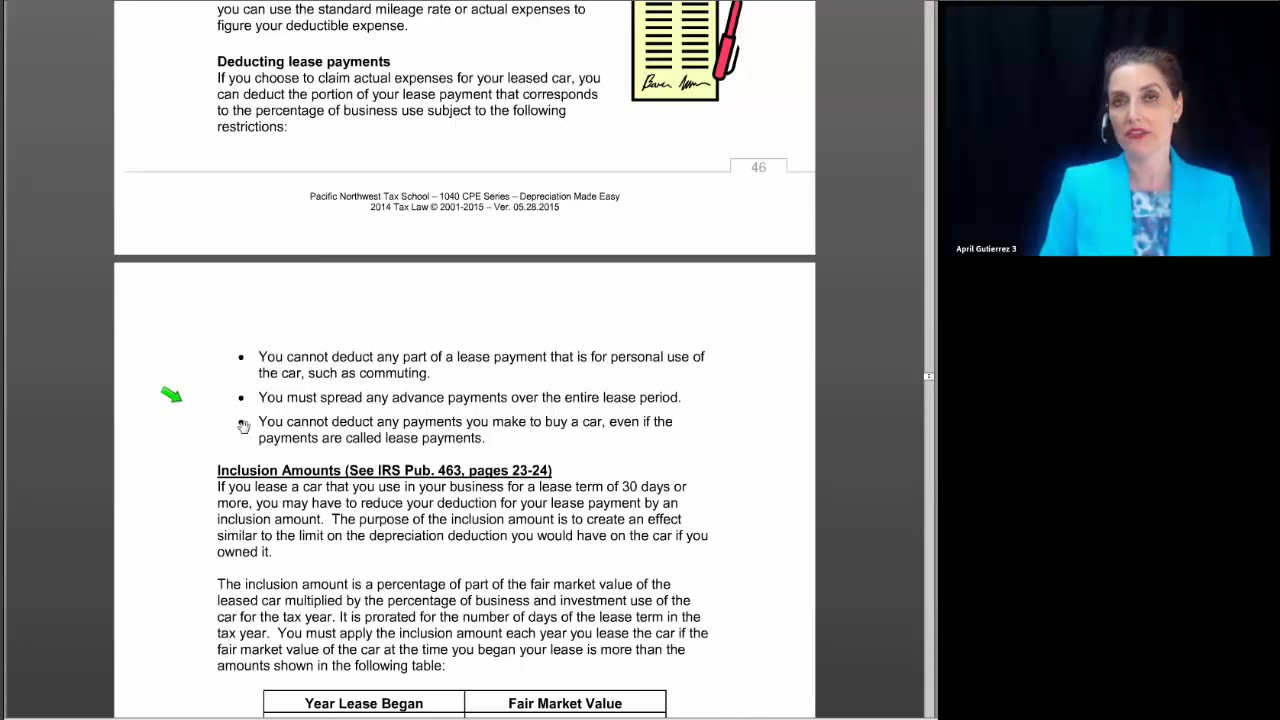 you can use the standard mileage rate or actual expenses to
figure your deductible expense.
Deducting lease payments
If you choose to claim actual expenses for your leased car, you
can deduct the portion of your lease payment that corresponds
to the percentage of business use subject to the following
restrictions:
46
Pacific Northwest Tax School – 1040 CPE Series – Depreciation Made Easy
2014 Tax Law © 2001-2015 – Ver. 05.28.2015
• You cannot deduct any part of a lease payment that is for personal use of
the car, such as commuting.
• You must spread any advance payments over the entire lease period.
You cannot deduct any payments you make to buy a car, even if the
payments are called lease payments.
Inclusion Amounts (See IRS Pub. 463, pages 23-24)
If you lease a car that you use in your business for a lease term of 30 days or
more, you may have to reduce your deduction for your lease payment by an
inclusion amount. The purpose of the inclusion amount is to create an effect
similar to the limit on the depreciation deduction you would have on the car if you
owned it.
The inclusion amount is a percentage of part of the fair market value of the
leased car multiplied by the percentage of business and investment use of the
car for the tax year. It is prorated for the number of days of the lease term in the
tax year. You must apply the inclusion amount each year you lease the car if the
fair market value of the car at the time you began your lease is more than the
amounts shown in the following table:
Year Lease Began
Fair Market Value
April Gutierrez 3